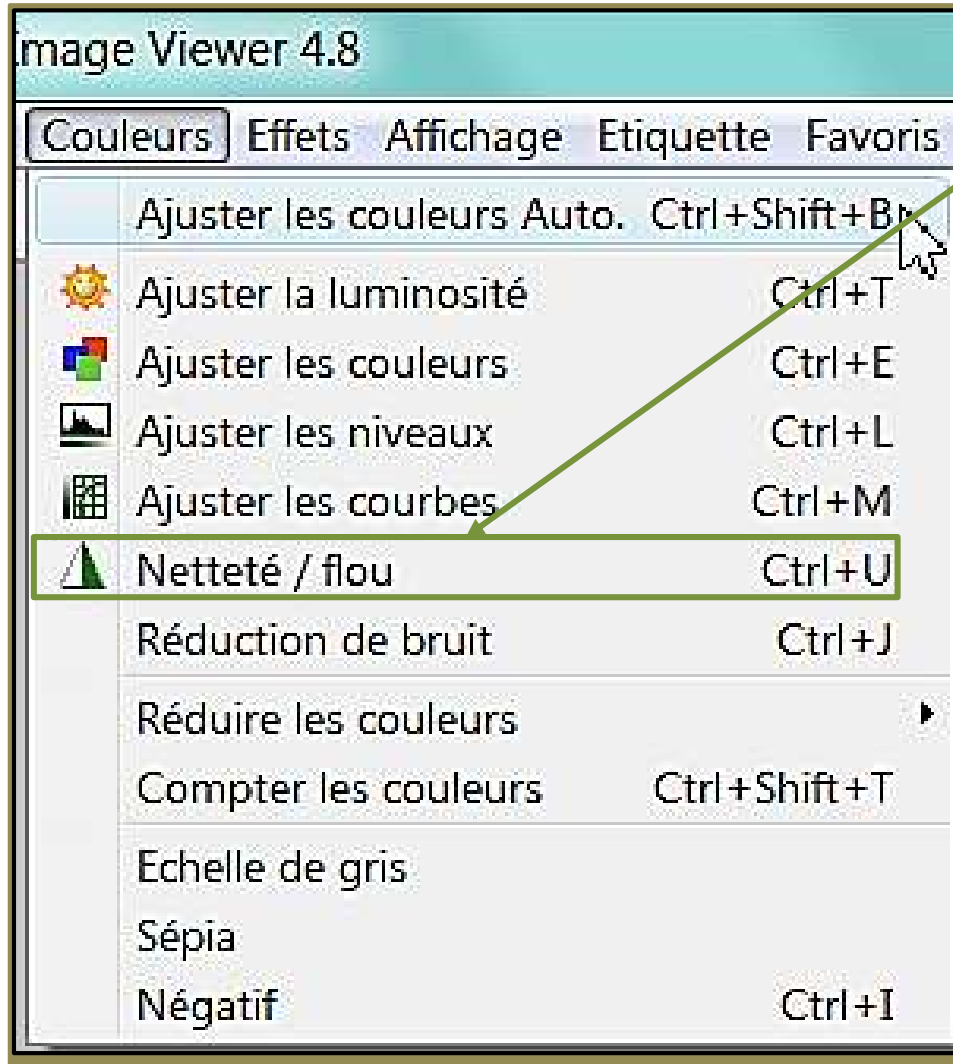 Image Viewer 4.8
Couleurs Effets Affichage Etiquette Favoris
Ajuster les couleurs Auto. Ctrl+Shift+B
Ajuster la luminosité Ctrl+T
Ajuster les couleurs Ctrl+E
Ajuster les niveaux Ctrl+L
Ajuster les courbes Ctrl+M
Netteté / flou Ctrl+U
Réduction de bruit Ctrl+J
Réduire les couleurs
Compter les couleurs Ctrl+Shift+T
Echelle de gris
Sépia
Négatif Ctrl+I